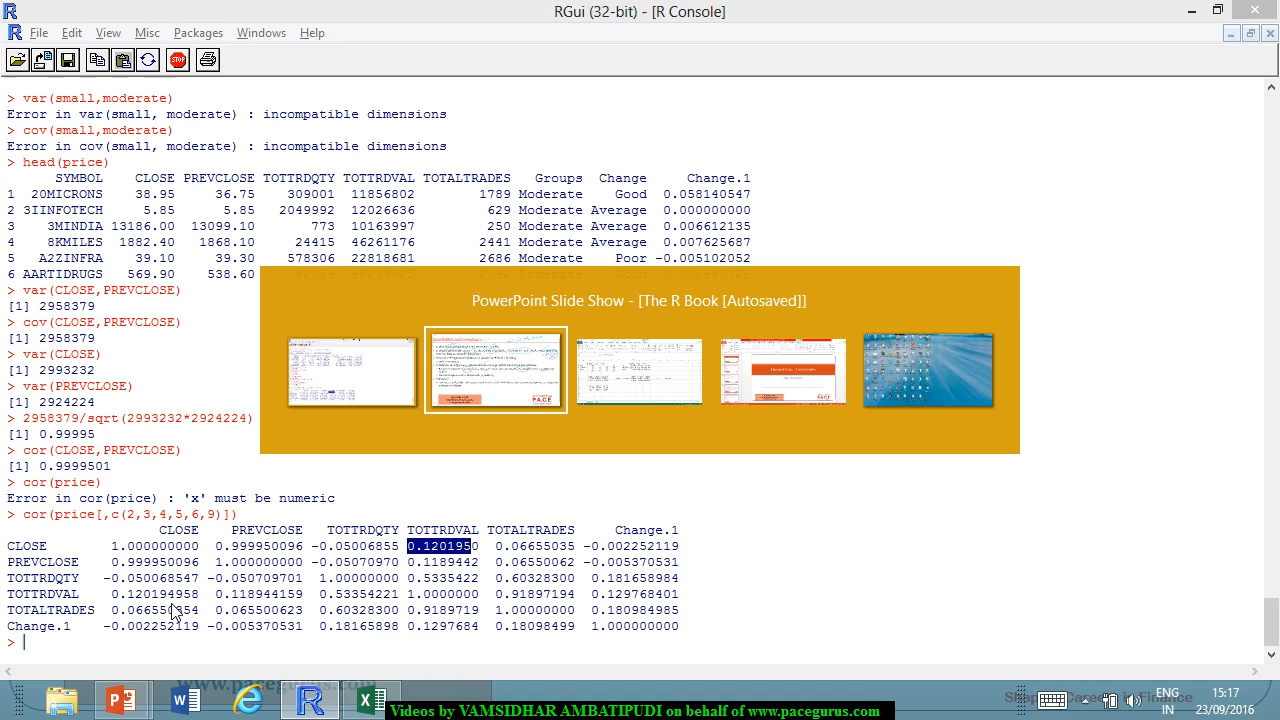 RGui (32-bit) - [R Console]
File Edit View Misc Packages Windows Help
STOP
> var(small,moderate)
Error in var(small, moderate) : incompatible dimensions
> cov(small,moderate)
Error in cov(small, moderate) : incompatible dimensions
> head(price)
SYMBOL CLOSE PREVCLOSE TOTTRDQTY TOTTRDVAL TOTALTRADES Groups Change Change.1
1 20MICRONS 38.95 36.75 309001 11856802 1789 Moderate Good 0.058140547
2 3IINFOTECH 5.85 5.85 2049992 12026636 629 Moderate Average 0.000000000
3 3MINDIA 13186.00 13099.10 773 10163997 250 Moderate Average 0.006612135
4 8KMILES 1882.40 1868.10 24415 46261176 2441 Moderate Average 0.007625687
5 A2ZINFRA 39.10 39.30 578306 22818681 2686 Moderate Poor -0.005102052
6 AARTIDRUGS 569.90 538.60
> var(CLOSE,PREVCLOSE)
[1] 2958379
> cov(CLOSE,PREVCLOSE)
[1] 2958379
> var(CLOSE)
[1] 2993232
> var(PREVCLOSE)
[1] 2924224
> 2958379/sqrt(2993232*2924224)
[1] 0.99995
> cor(CLOSE,PREVCLOSE)
[1] 0.9999501
> cor(price)
Error in cor(price) : 'x' must be numeric
> cor(price[,c(2,3,4,5,6,9)])
CLOSE PREVCLOSE TOTTRDQTY TOTTRDVAL TOTALTRADES Change.1
CLOSE 1.000000000 0.999950096 -0.05006855 0.1201950 0.06655035 -0.002252119
PREVCLOSE 0.999950096 1.000000000 -0.05070970 0.1189442 0.06550062 -0.005370531
TOTTRDQTY -0.050068547 -0.050709701 1.00000000 0.5335422 0.60328300 0.181658984
TOTTRDVAL 0.120194958 0.118944159 0.53354221 1.0000000 0.91897194 0.129768401
TOTALTRADES 0.066550354 0.065500623 0.60328300 0.9189719 1.00000000 0.180984985
Change.1 -0.002252119 -0.005370531 0.18165898 0.1297684 0.18098499 1.000000000
>
PowerPoint Slide Show - [The R Book [Autosaved]]
PACE
www.pacegurus.com
Videos by VAMSIDHAR AMBATIPUDI on behalf of www.pacegurus.com
ENG
IN
15:17
23/09/2016